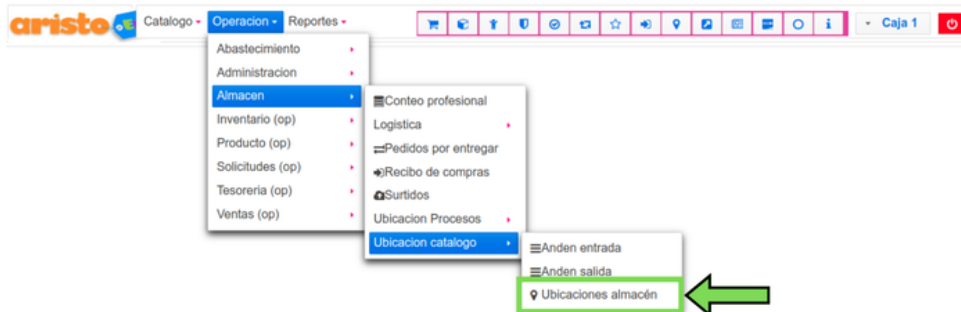 aristo
Catalogo Operacion Reportes Caja 1
Abastecimiento
Administracion
Almacen
Inventario (op)
Producto (op)
Solicitudes (op)
Tesoreria (op)
Ventas (op)
Conteo profesional
Logistica
Pedidos por entregar
Recibo de compras
Surtidos
Ubicacion Procesos
Ubicacion catalogo
Anden entrada
Anden salida
Ubicaciones almacén